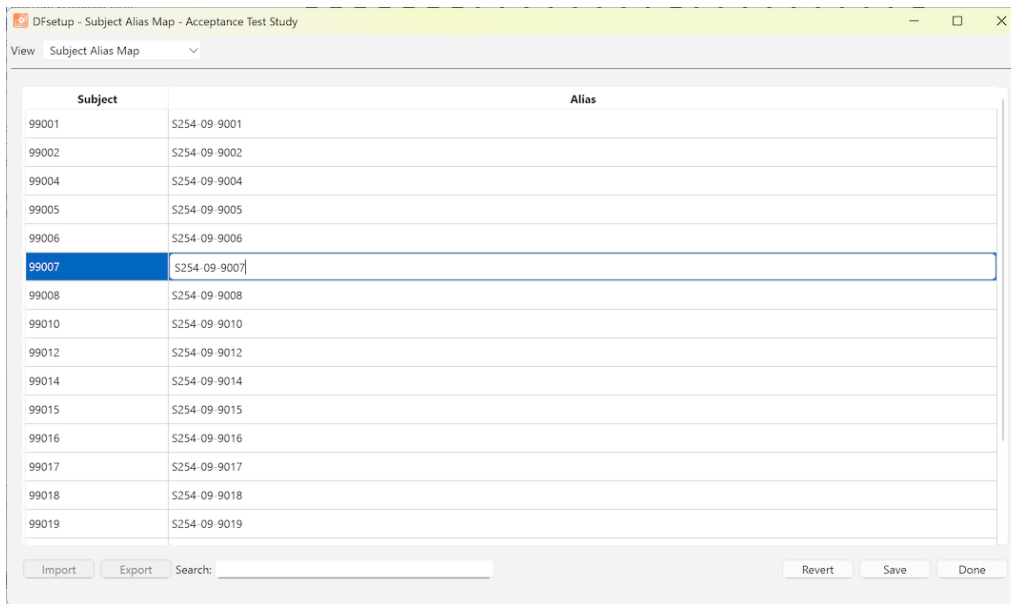 DFsetup - Subject Alias Map - Acceptance Test Study
View Subject Alias Map
Subject Alias
99001 S254-09-9001
99002 S254-09-9002
99004 S254-09-9004
99005 S254-09-9005
99006 S254-09-9006
99007 S254-09-9007
99008 S254-09-9008
99010 S254-09-9010
99012 S254-09-9012
99014 S254-09-9014
99015 S254-09-9015
99016 S254-09-9016
99017 S254-09-9017
99018 S254-09-9018
99019 S254-09-9019
Import Export Search: Revert Save Done